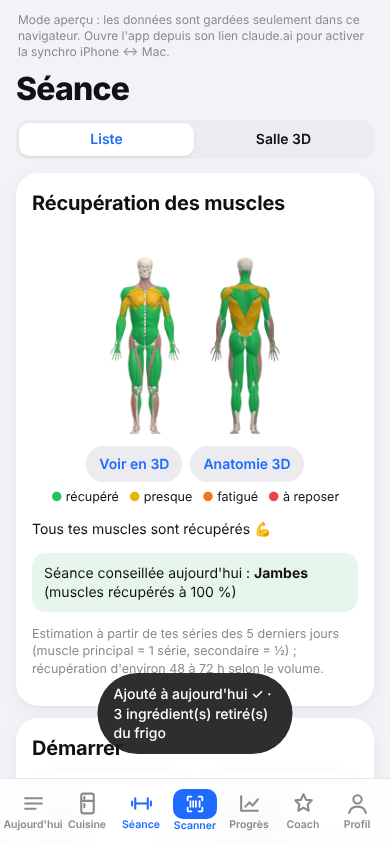 Mode aperçu : les données sont gardées seulement dans ce
navigateur. Ouvre l'app depuis son lien claude.ai pour activer
la synchro iPhone ↔ Mac.
Séance
Liste
Salle 3D
Récupération des muscles
Voir en 3D
Anatomie 3D
récupéré
presque
fatigué
à reposer
Tous tes muscles sont récupérés 💪
Séance conseillée aujourd'hui : Jambes
(muscles récupérés à 100 %)
Estimation à partir de tes séries des 5 derniers jours
(muscle principal = 1 série, secondaire = ½) ;
récupération d'environ 48 à 72 h selon le volume.
Ajouté à aujourd'hui ✓ ·
3 ingrédient(s) retiré(s)
du frigo
Démarrer
Aujourd'hui
Cuisine
Séance
Scanner
Progrès
Coach
Profil